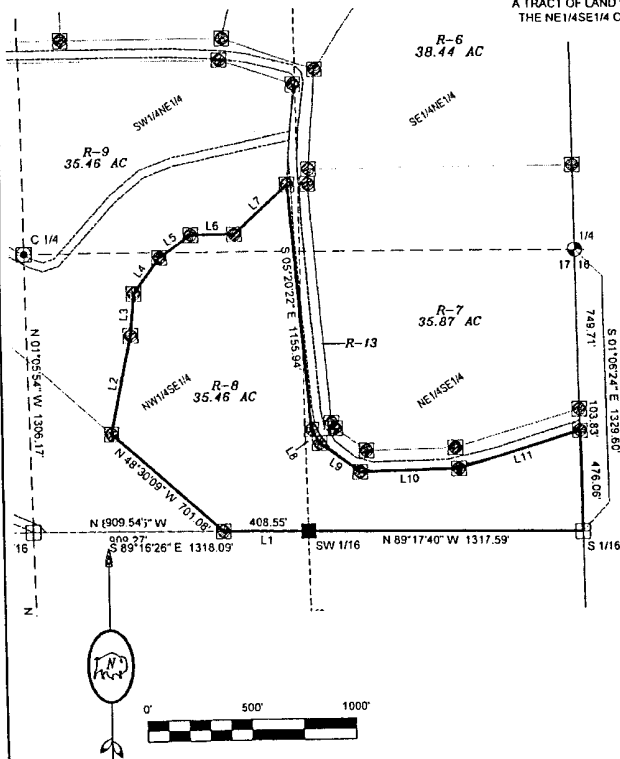 A TRACT OF LAND
THE NE1/4SE1/4
R-6
38.44 AC
SW1/4NE1/4
SE1/4NE1/4
R-9
35.46 AC
L7
L6
L5
C 1/4
1/4
17 16
L4
L3
S 05°20'22" E 1155.94'
R-7
35.87 AC
749.71'
S 01°06'24" E 1329.60'
N 01°05'54" W 1306.17'
R-13
R-8
35.46 AC
NW1/4SE1/4
NE1/4SE1/4
L2
103.83'
L8
L9
L10
L11
476.06'
N 48°30'09" W 701.08'
909.54' W
408.55'
909.27'
S 89°16'26" E 1318.09'
L1
SW 1/16
N 89°17'40" W 1317.59'
S 1/16
16
N
N
0' 500' 1000'